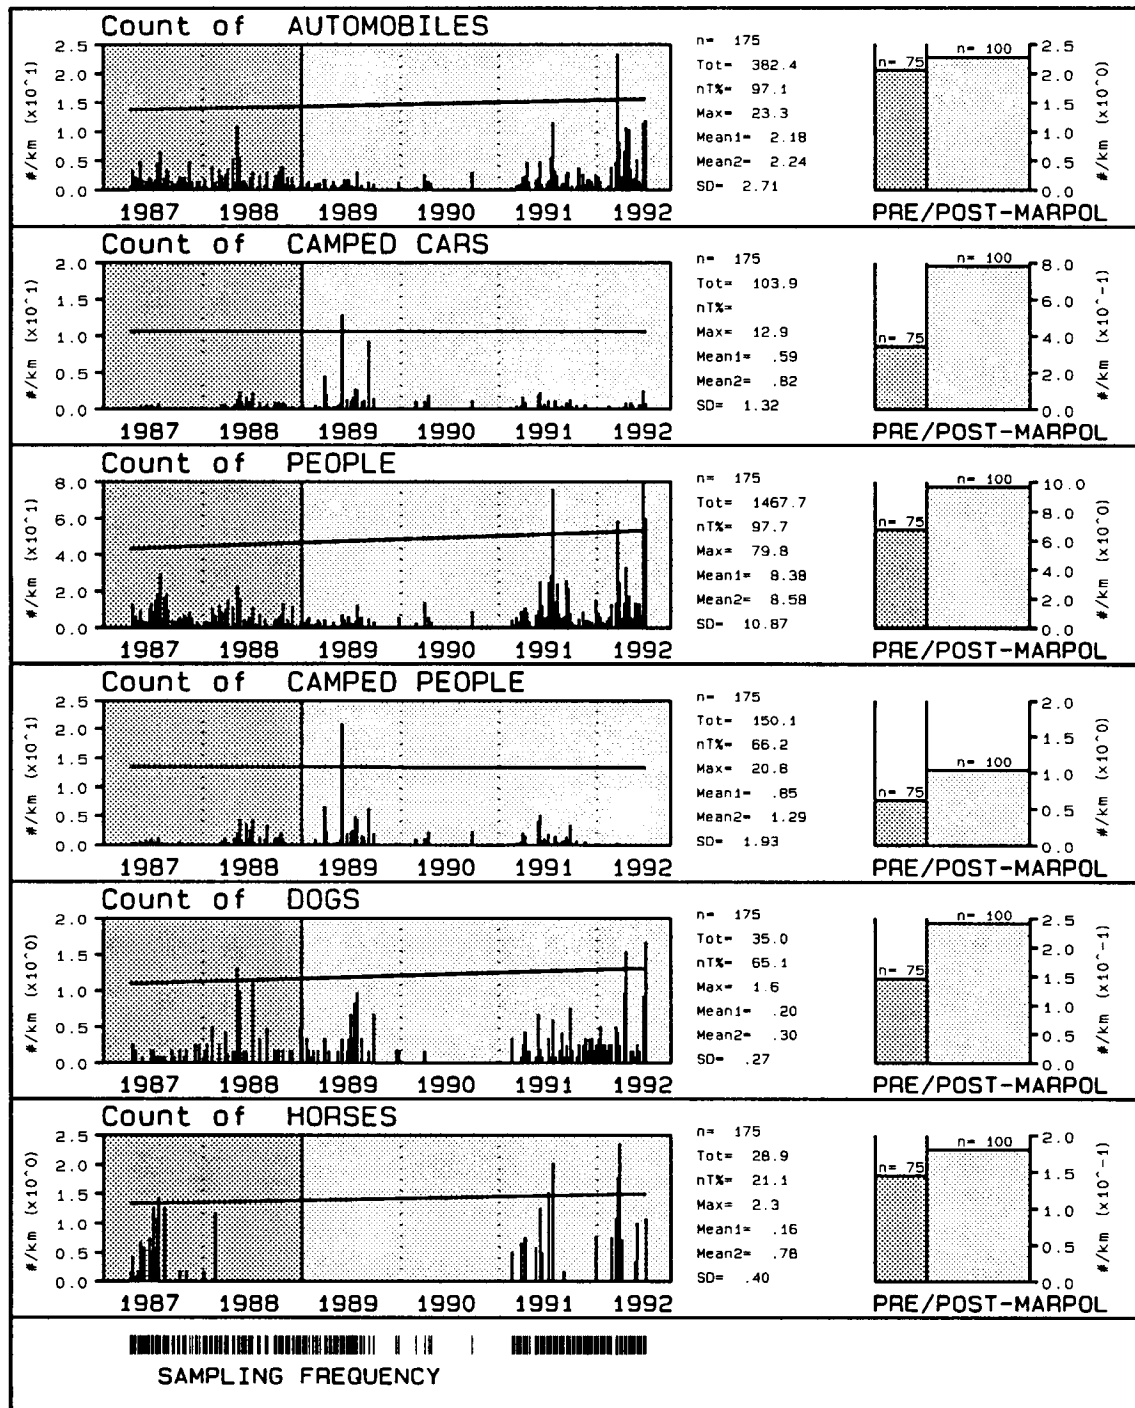 Count of AUTOMOBILES
#/km (x10^1)
2.5
2.0
1.5
1.0
0.5
0.0
1987 1988 1989 1990 1991 1992
n= 175
Tot= 382.4
nT%= 97.1
Max= 23.3
Mean1= 2.18
Mean2= 2.24
SD= 2.71
n= 75
n= 100
2.5
2.0
1.5
1.0
0.5
0.0
#/km (x10^0)
PRE/POST-MARPOL
Count of CAMPED CARS
#/km (x10^1)
2.0
1.5
1.0
0.5
0.0
1987 1988 1989 1990 1991 1992
n= 175
Tot= 103.9
nT%=
Max= 12.9
Mean1= .59
Mean2= .82
SD= 1.32
n= 75
n= 100
8.0
6.0
4.0
2.0
0.0
#/km (x10^-1)
PRE/POST-MARPOL
Count of PEOPLE
#/km (x10^1)
8.0
6.0
4.0
2.0
0.0
1987 1988 1989 1990 1991 1992
n= 175
Tot= 1467.7
nT%= 97.7
Max= 79.8
Mean1= 8.38
Mean2= 8.58
SD= 10.87
n= 75
n= 100
10.0
8.0
6.0
4.0
2.0
0.0
#/km (x10^0)
PRE/POST-MARPOL
Count of CAMPED PEOPLE
#/km (x10^1)
2.5
2.0
1.5
1.0
0.5
0.0
1987 1988 1989 1990 1991 1992
n= 175
Tot= 150.1
nT%= 66.2
Max= 20.8
Mean1= .85
Mean2= 1.29
SD= 1.93
n= 75
n= 100
2.0
1.5
1.0
0.5
0.0
#/km (x10^0)
PRE/POST-MARPOL
Count of DOGS
#/km (x10^0)
2.0
1.5
1.0
0.5
0.0
1987 1988 1989 1990 1991 1992
n= 175
Tot= 35.0
nT%= 65.1
Max= 1.6
Mean1= .20
Mean2= .30
SD= .27
n= 75
n= 100
2.5
2.0
1.5
1.0
0.5
0.0
#/km (x10^-1)
PRE/POST-MARPOL
Count of HORSES
#/km (x10^0)
2.5
2.0
1.5
1.0
0.5
0.0
1987 1988 1989 1990 1991 1992
n= 175
Tot= 28.9
nT%= 21.1
Max= 2.3
Mean1= .16
Mean2= .78
SD= .40
n= 75
n= 100
2.0
1.5
1.0
0.5
0.0
#/km (x10^-1)
PRE/POST-MARPOL
SAMPLING FREQUENCY